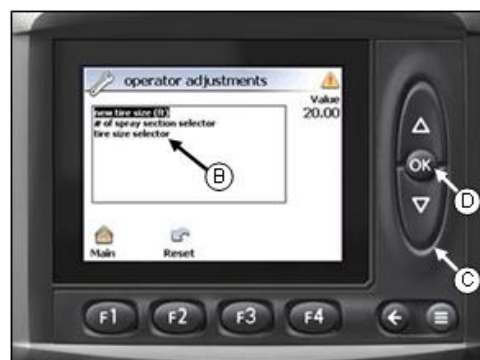 operator adjustments
Value
new tire size (ft)
20.00
# of spray section selector
tire size selector
B
OK
D
C
Main
Reset
F1
F2
F3
F4